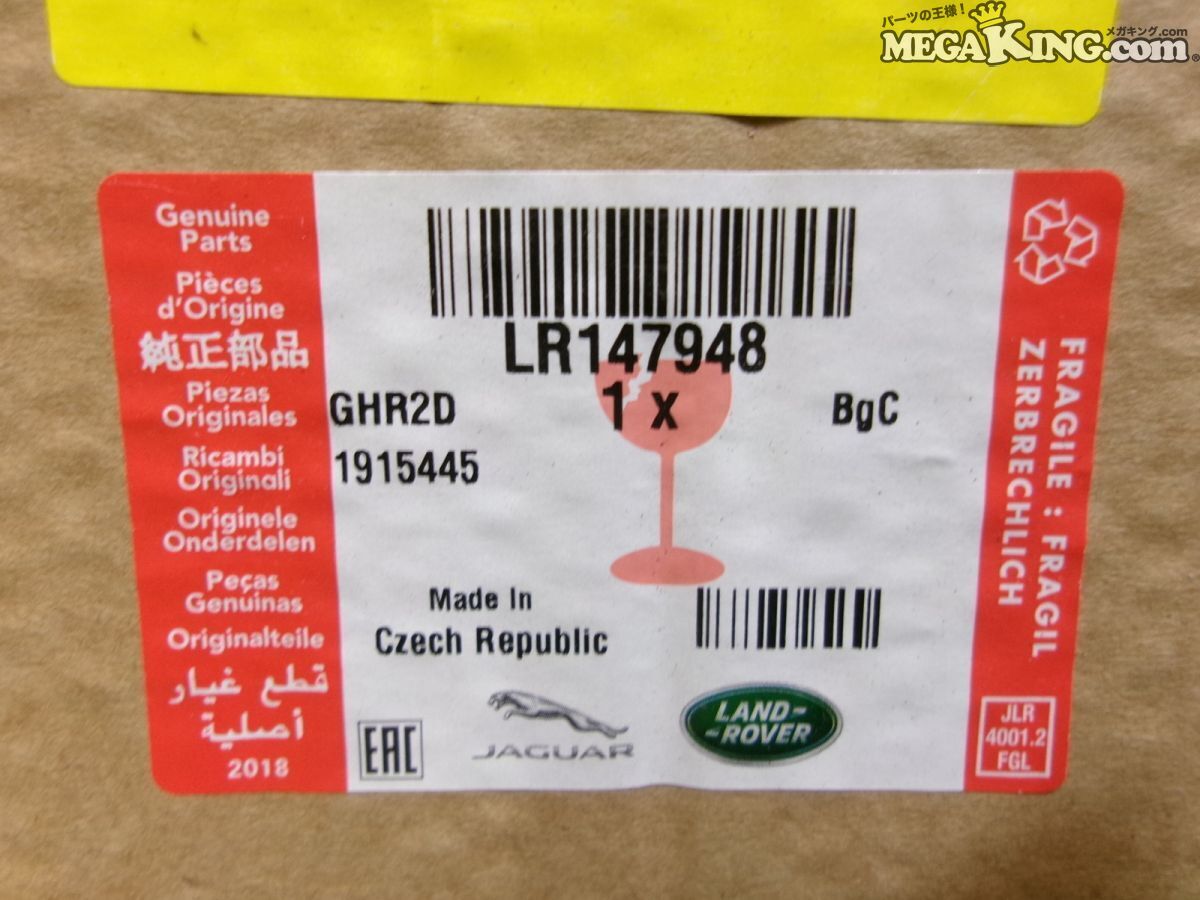 パーツの王様！
メガキング.com
MEGAKING.com®
Genuine
Parts
Pièces
d'Origine
純正部品
Piezas
Originales
Ricambi
Originali
Originele
Onderdelen
Peças
Genuinas
Originalteile
قطع غيار
أصلية
2018
LR147948
GHR2D
1 x
BgC
1915445
Made In
Czech Republic
EAC
JAGUAR
LAND-
-ROVER
FRAGILE : FRAGIL
ZERBRECHLICH
JLR
4001.2
FGL